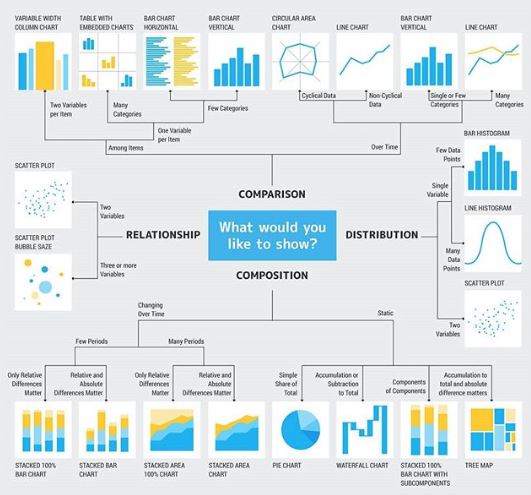 VARIABLE WIDTH
COLUMN CHART
TABLE WITH
EMBEDDED CHARTS
BAR CHART
HORIZONTAL
BAR CHART
VERTICAL
CIRCULAR AREA
CHART
LINE CHART
BAR CHART
VERTICAL
LINE CHART
Two Variables
per Item
Many
Categories
Few Categories
Cyclical Data
Non-Cyclical
Data
Single or Few
Categories
Many
Categories
One Variable
per Item
Among Items
Over Time
COMPARISON
What would you
like to show?
RELATIONSHIP
SCATTER PLOT
Two
Variables
SCATTER PLOT
BUBBLE SAZE
Three or more
Variables
DISTRIBUTION
Single
Variable
Few Data
Points
BAR HISTOGRAM
Many
Data
Points
LINE HISTOGRAM
Two
Variables
SCATTER PLOT
COMPOSITION
Changing
Over Time
Static
Few Periods
Many Periods
Only Relative
Differences
Matter
Relative and
Absolute
Differences Matter
Only Relative
Differences
Matter
Relative and
Absolute
Differences Matter
Simple
Share of
Total
Accumulation or
Subtraction
to Total
Components
of Components
Accumulation to
total and absolute
difference matters
STACKED 100%
BAR CHART
STACKED BAR
CHART
STACKED AREA
100% CHART
STACKED AREA
CHART
PIE CHART
WATERFALL CHART
STACKED 100%
BAR CHART WITH
SUBCOMPONENTS
TREE MAP